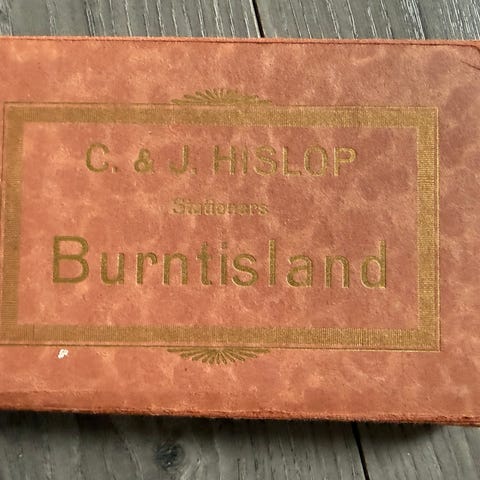 C. & J. HISLOP
Stationers
Burntisland